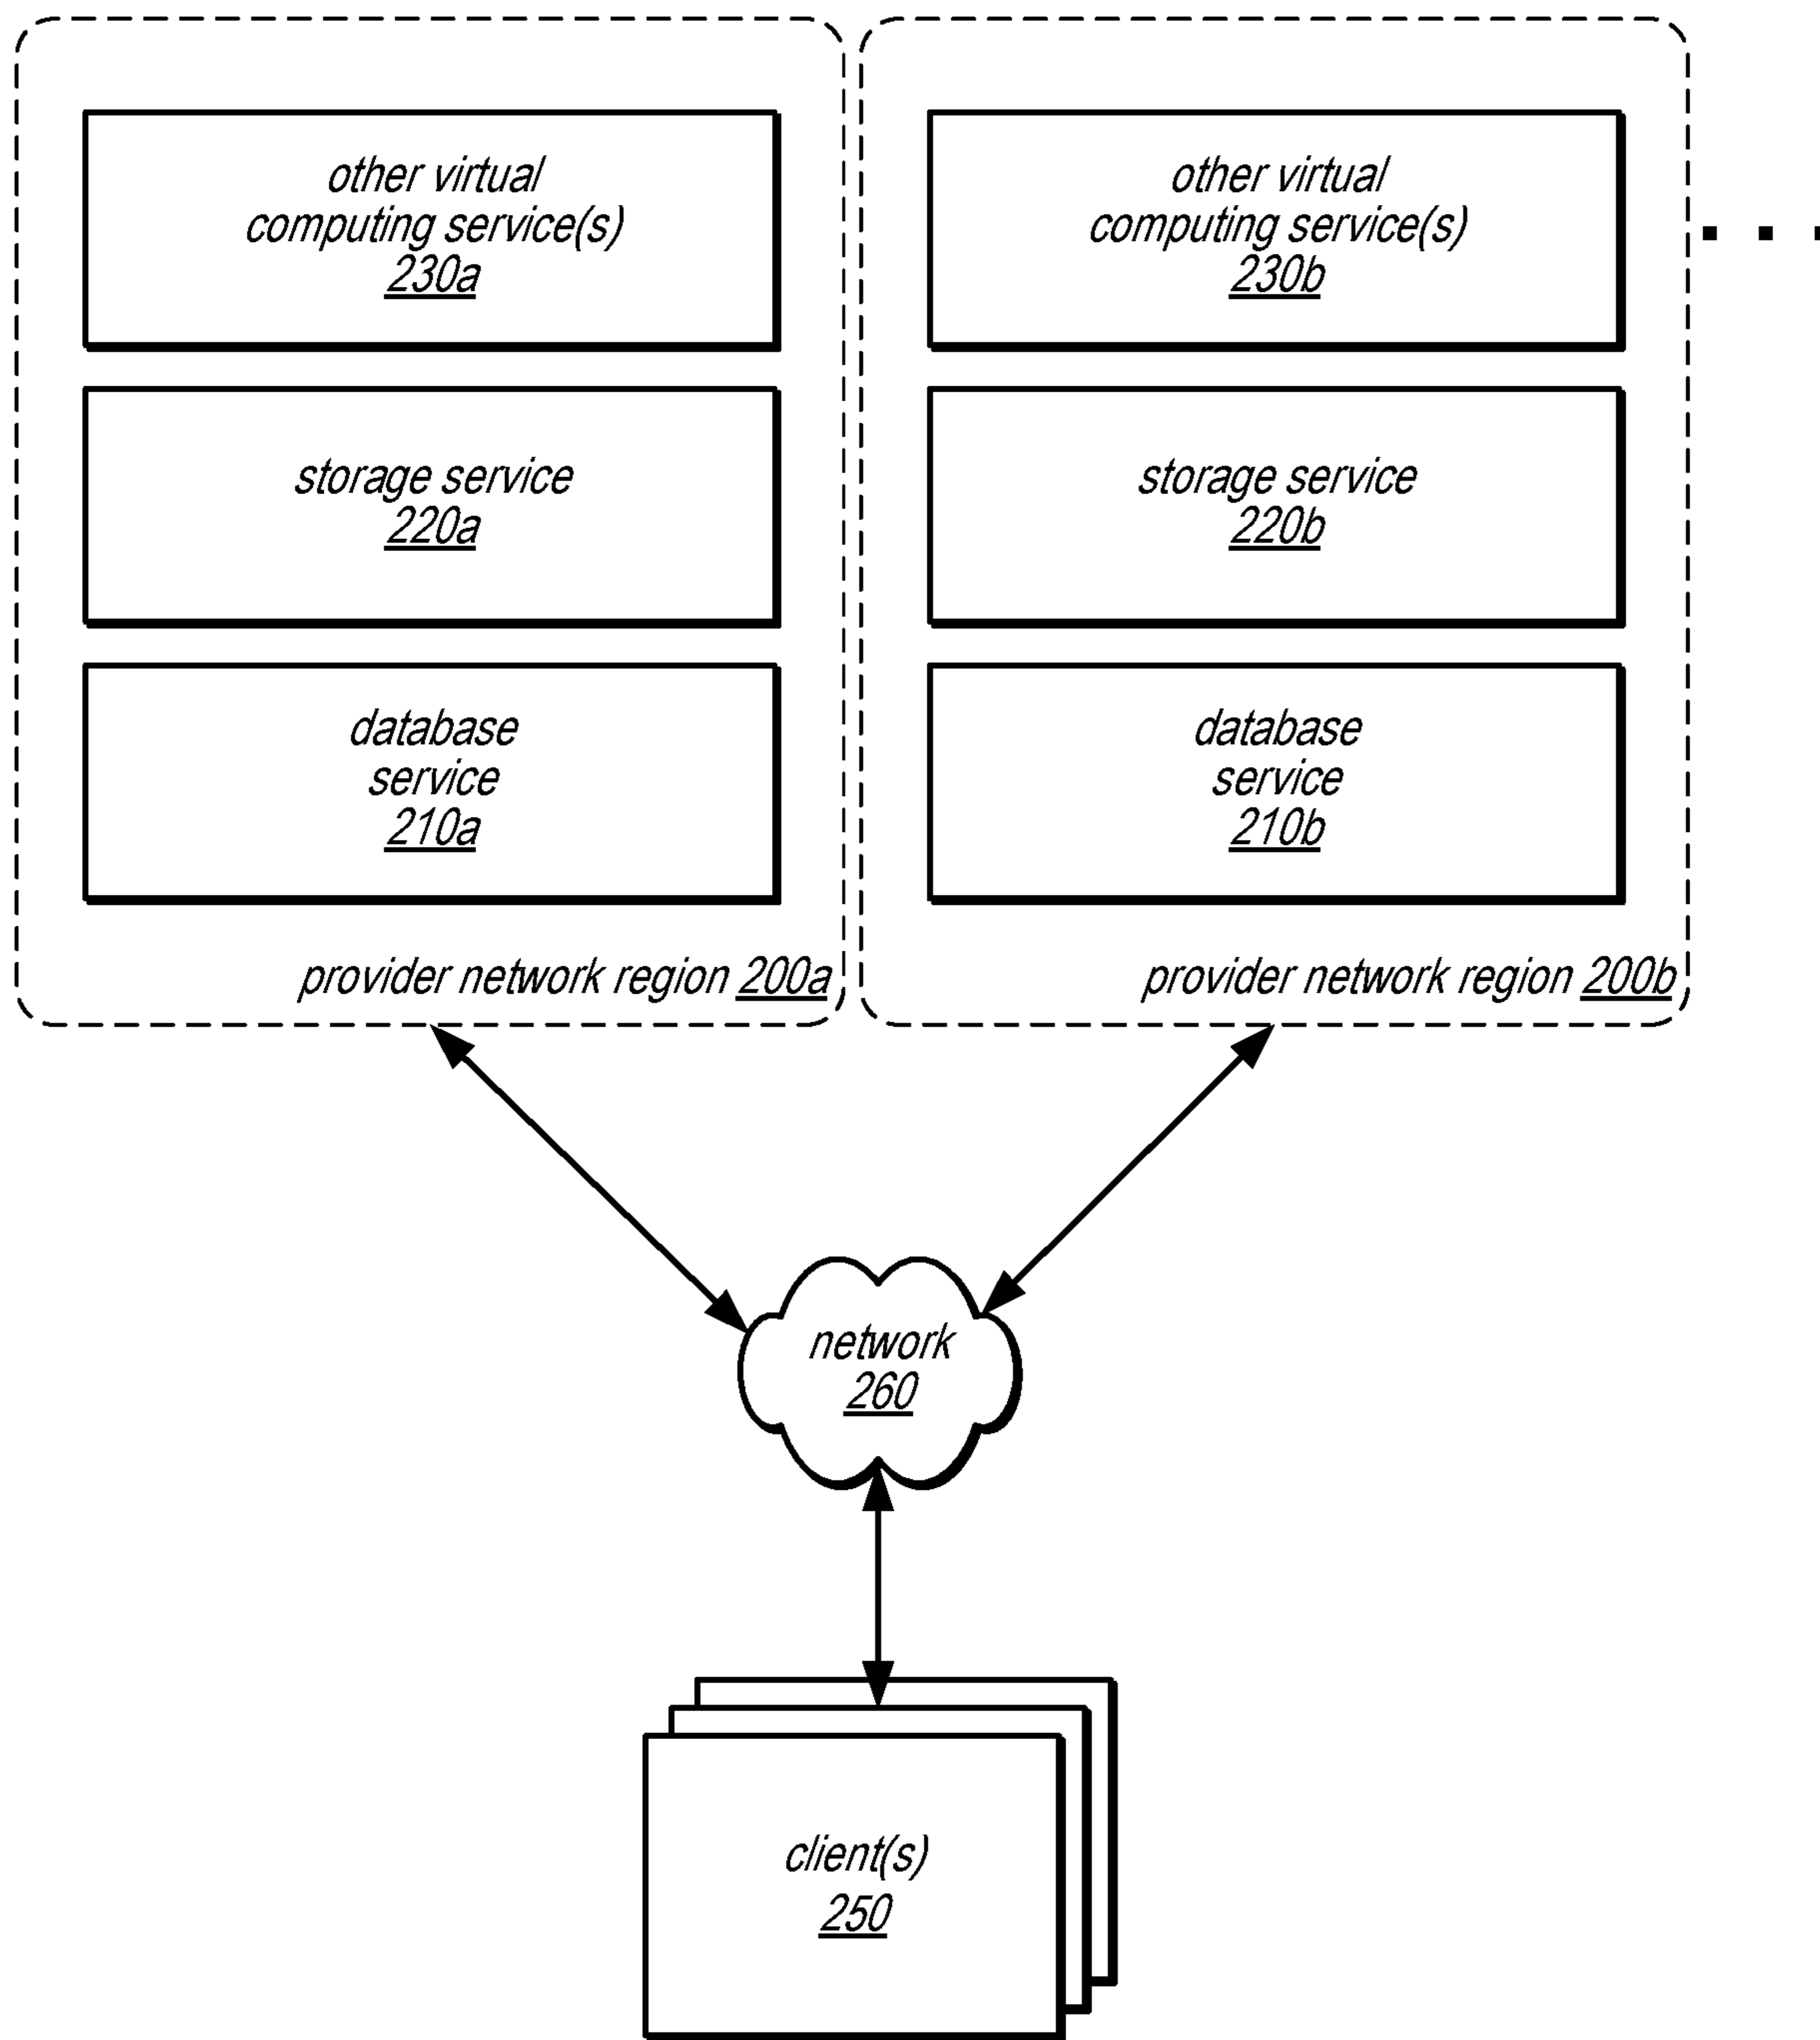 other virtual
computing service(s)
230a
storage service
220a
database
service
210a
provider network region 200a
other virtual
computing service(s)
230b
storage service
220b
database
service
210b
provider network region 200b
network
260
client(s)
250